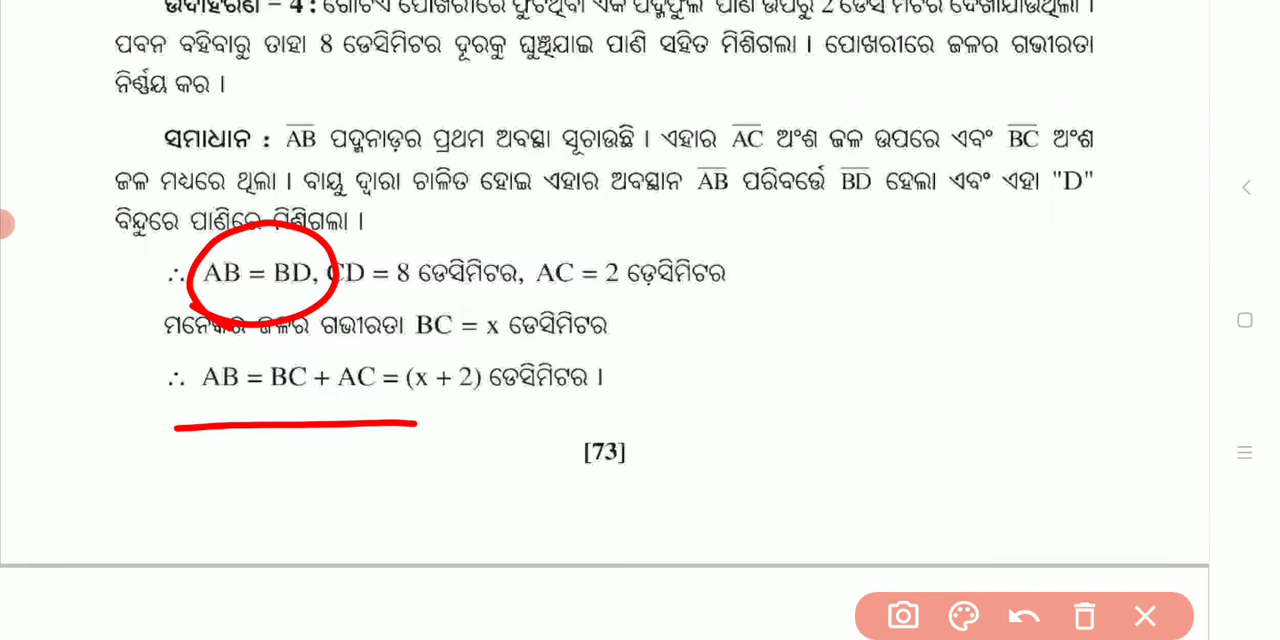 ଉଦାହରଣ – 4 : ଗୋଟିଏ ପୋଖରୀରେ ଫୁଟିଥିବା ଏକ ପଦ୍ମଫୁଲ ପାଣି ଉପରୁ 2 ଡେସିମିଟର ଦେଖାଯାଉଥିଲା ।
ପବନ ବହିବାରୁ ତାହା 8 ଡେସିମିଟର ଦୂରକୁ ଘୁଞ୍ଚିଯାଇ ପାଣି ସହିତ ମିଶିଗଲା । ପୋଖରୀରେ ଜଳର ଗଭୀରତା
ନିର୍ଣ୍ଣୟ କର ।
ସମାଧାନ : AB ପଦ୍ମନାଡ଼ର ପ୍ରଥମ ଅବସ୍ଥା ସୂଚାଉଛି । ଏହାର AC ଅଂଶ ଜଳ ଉପରେ ଏବଂ BC ଅଂଶ
ଜଳ ମଧ୍ୟରେ ଥିଲା । ବାୟୁ ଦ୍ୱାରା ଚାଳିତ ହୋଇ ଏହାର ଅବସ୍ଥାନ AB ପରିବର୍ତ୍ତେ BD ହେଲା ଏବଂ ଏହା "D"
ବିନ୍ଦୁରେ ପାଣିରେ ମିଶିଗଲା ।
∴ AB = BD, CD = 8 ଡେସିମିଟର, AC = 2 ଡ଼େସିମିଟର
ମନେକର ଜଳର ଗଭୀରତା BC = x ଡେସିମିଟର
∴ AB = BC + AC = (x + 2) ଡେସିମିଟର ।
[73]